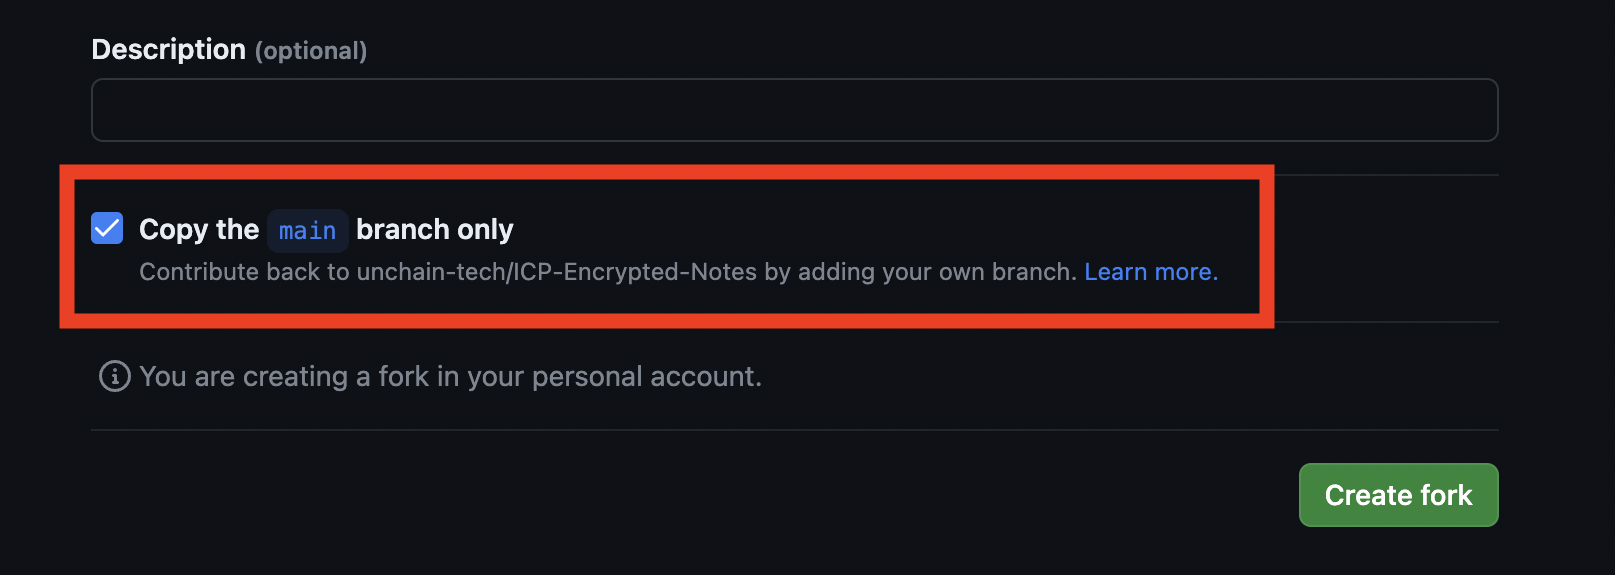 Description (optional)
Copy the main branch only
Contribute back to unchain-tech/ICP-Encrypted-Notes by adding your own branch. Learn more.
You are creating a fork in your personal account.
Create fork